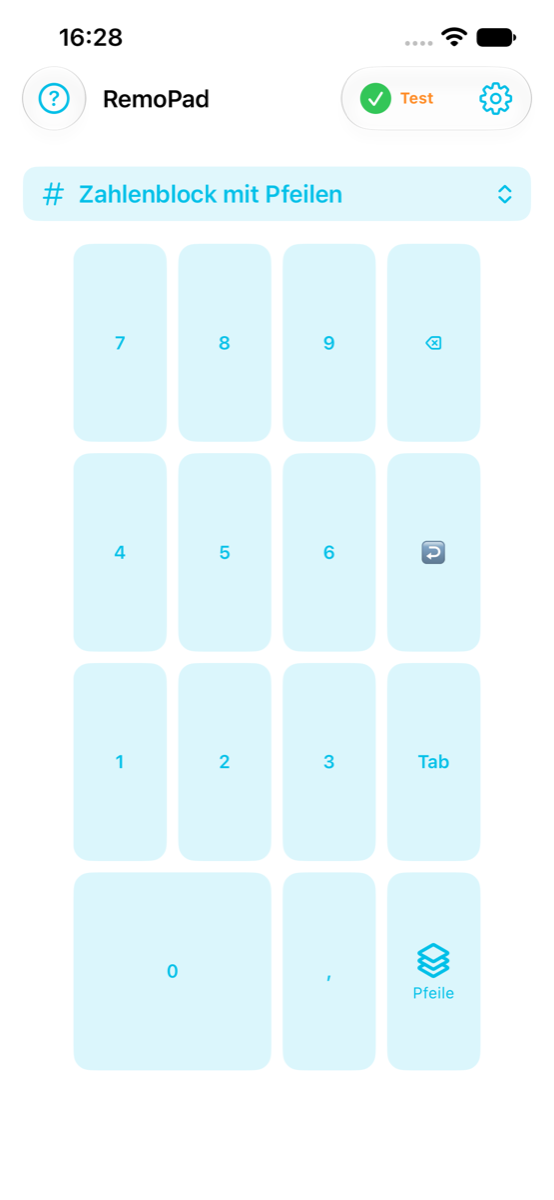 16:28
RemoPad
Test
# Zahlenblock mit Pfeilen
7 8 9
4 5 6
1 2 3 Tab
0 , Pfeile